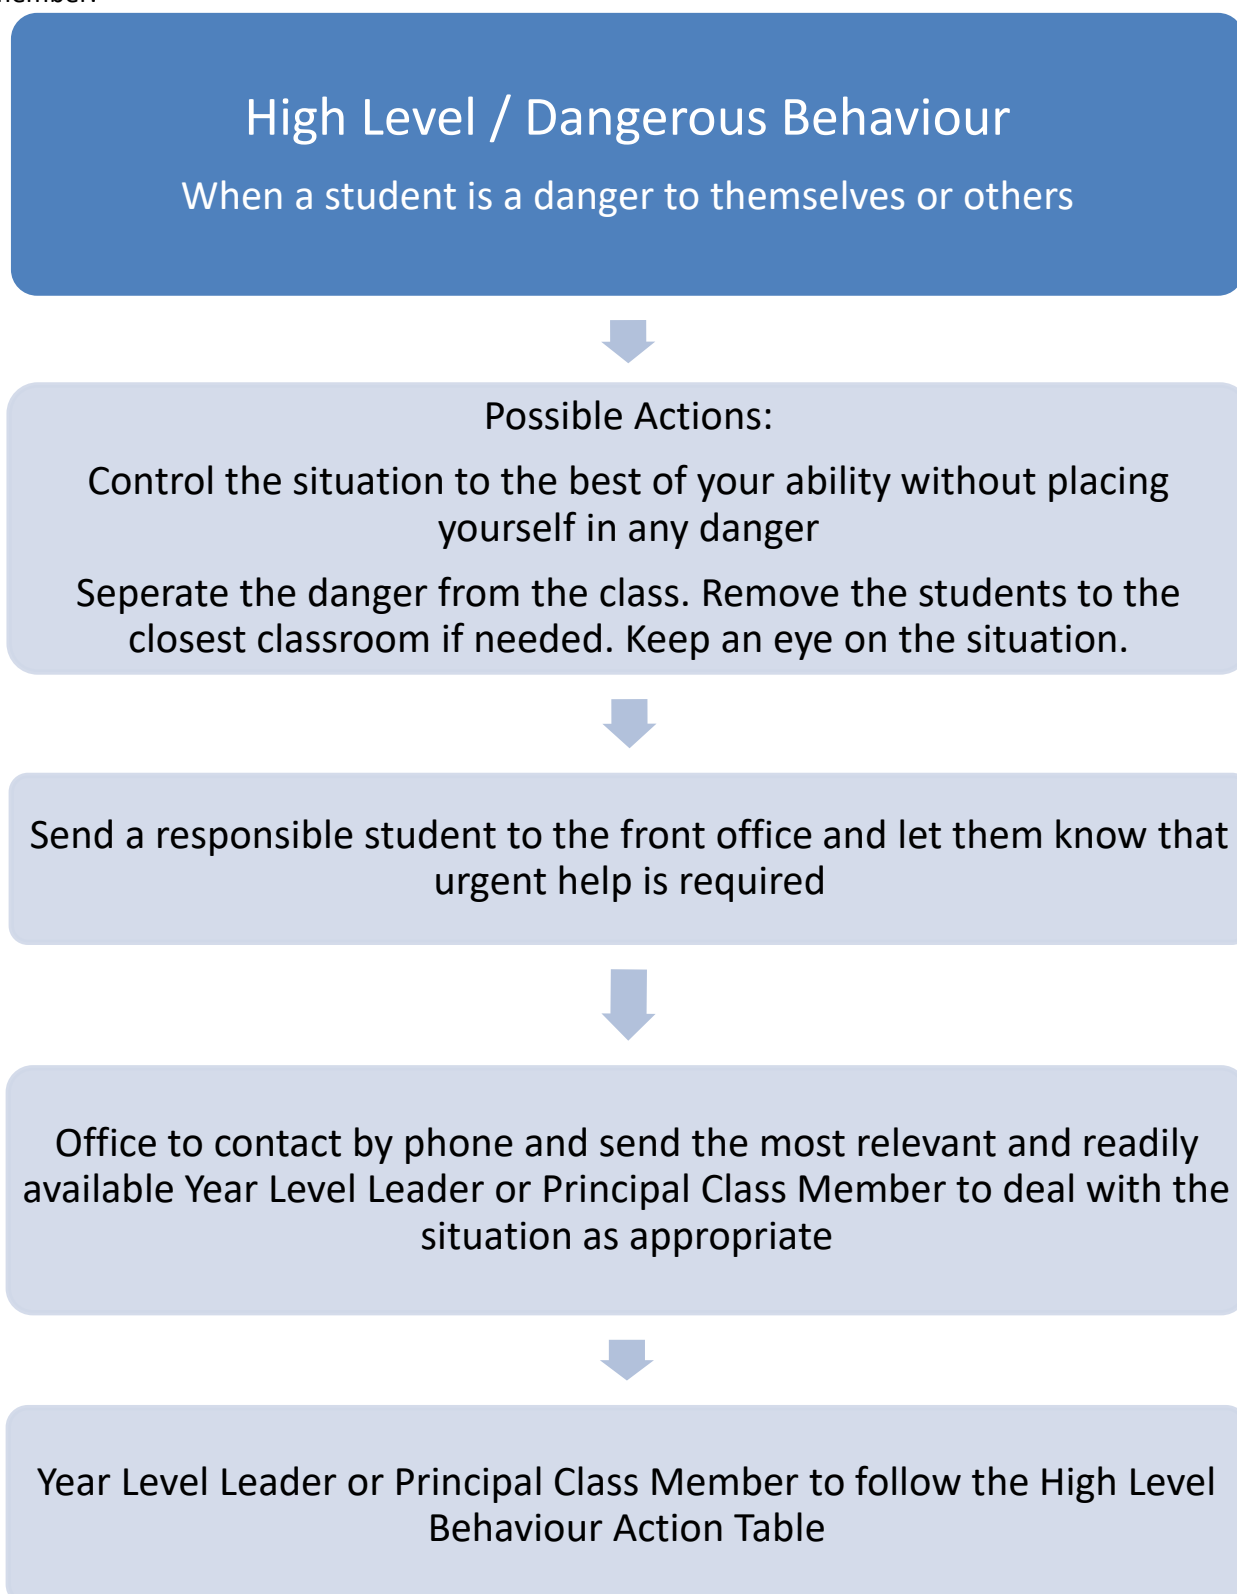 High Level / Dangerous Behaviour
When a student is a danger to themselves or others
Possible Actions:
Control the situation to the best of your ability without placing
yourself in any danger
Seperate the danger from the class. Remove the students to the
closest classroom if needed. Keep an eye on the situation.
Send a responsible student to the front office and let them know that
urgent help is required
Office to contact by phone and send the most relevant and readily
available Year Level Leader or Principal Class Member to deal with the
situation as appropriate
Year Level Leader or Principal Class Member to follow the High Level
Behaviour Action Table